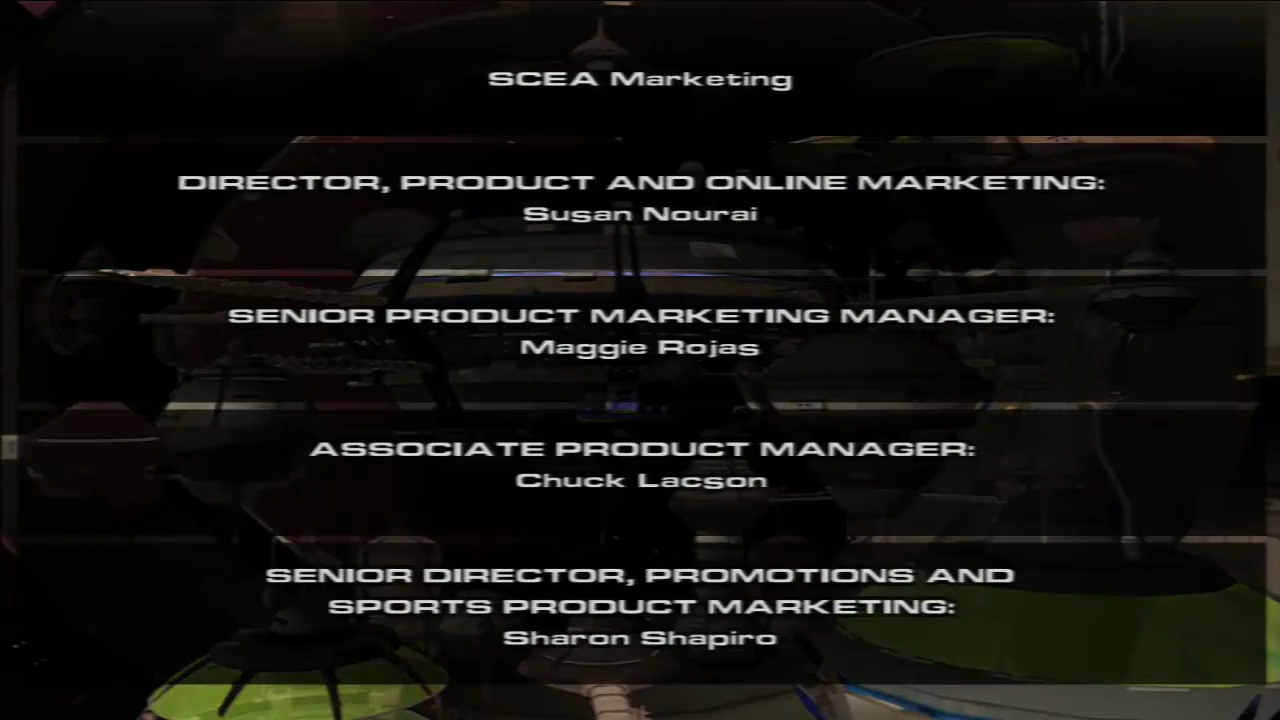 SCEA Marketing
DIRECTOR, PRODUCT AND ONLINE MARKETING:
Susan Nourai
SENIOR PRODUCT MARKETING MANAGER:
Maggie Rojas
ASSOCIATE PRODUCT MANAGER:
Chuck Lacson
SENIOR DIRECTOR, PROMOTIONS AND
SPORTS PRODUCT MARKETING:
Sharon Shapiro